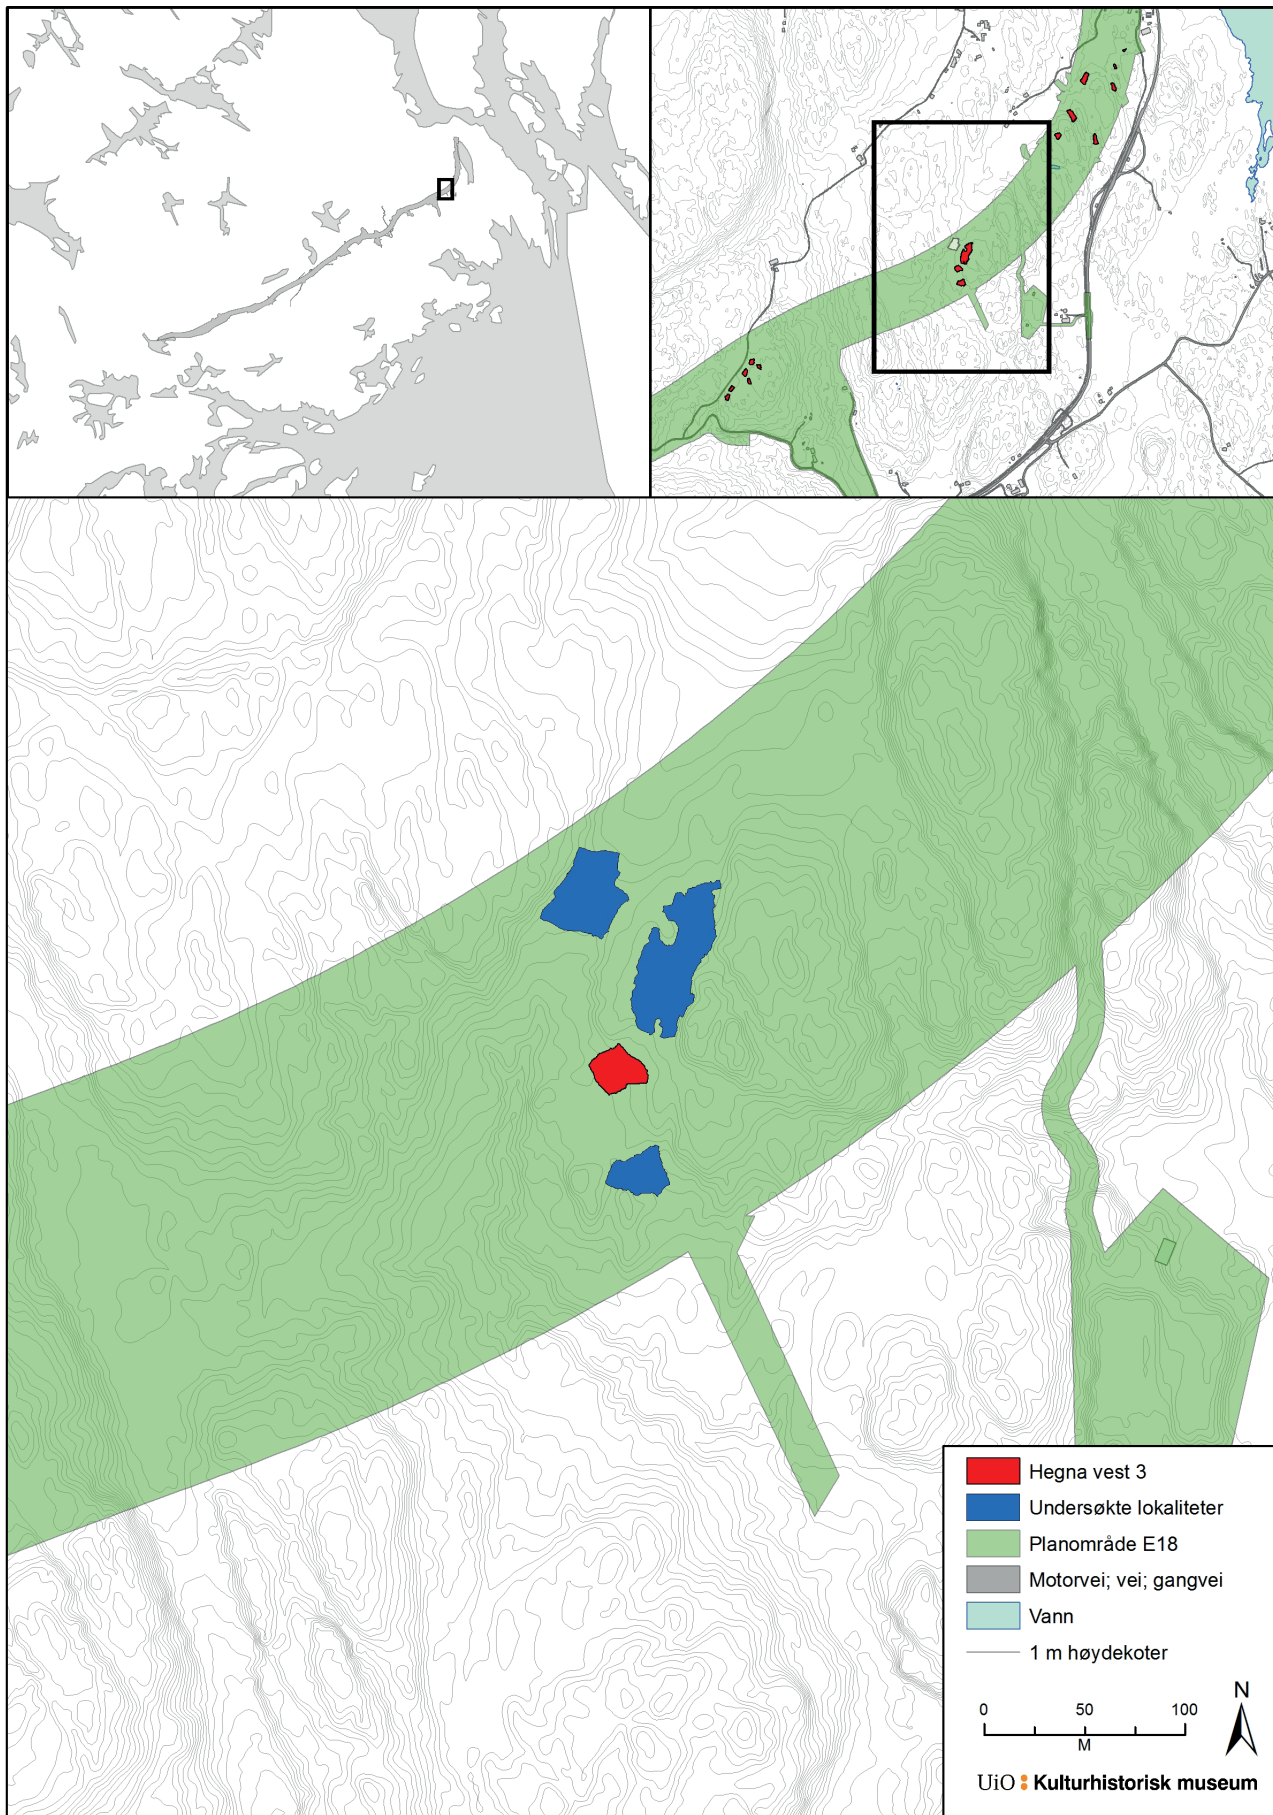 Hegna vest 3
Undersøkte lokaliteter
Planområde E18
Motorvei; vei; gangvei
Vann
1 m høydekoter
N
0 50 100
M
UiO Kulturhistorisk museum